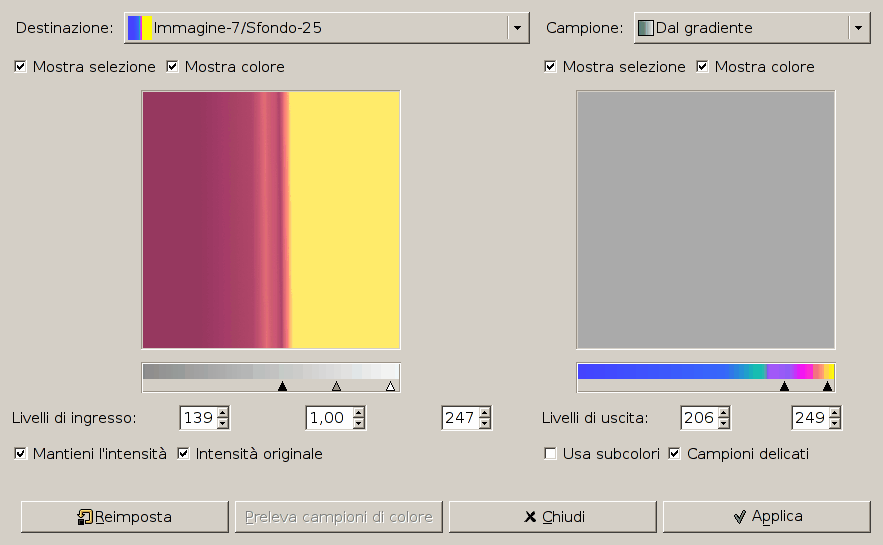 Destinazione: Immagine-7/Sfondo-25 Campione: Dal gradiente
Mostra selezione Mostra colore Mostra selezione Mostra colore
Livelli di ingresso: 139 1,00 247 Livelli di uscita: 206 249
Mantieni l'intensità Intensità originale Usa subcolori Campioni delicati
Reimposta Preleva campioni di colore Chiudi Applica